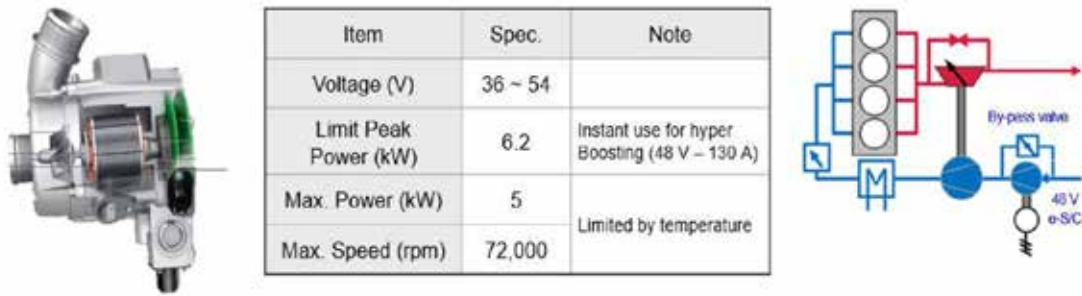 Item Spec. Note
Voltage (V) 36 ~ 54
Limit Peak
Power (kW) 6.2 Instant use for hyper
Boosting (48 V – 130 A)
Max. Power (kW) 5
Limited by temperature
Max. Speed (rpm) 72,000
By-pass valve
M
48 V
e-S/C